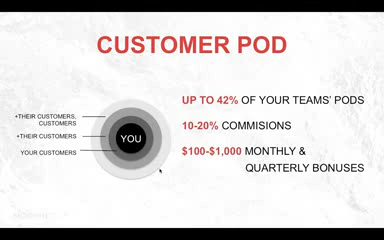 CUSTOMER POD
UP TO 42% OF YOUR TEAMS' PODS
10-20% COMMISIONS
$100-$1,000 MONTHLY &
QUARTERLY BONUSES
+THEIR CUSTOMERS,
CUSTOMERS
+THEIR CUSTOMERS
YOUR CUSTOMERS
YOU